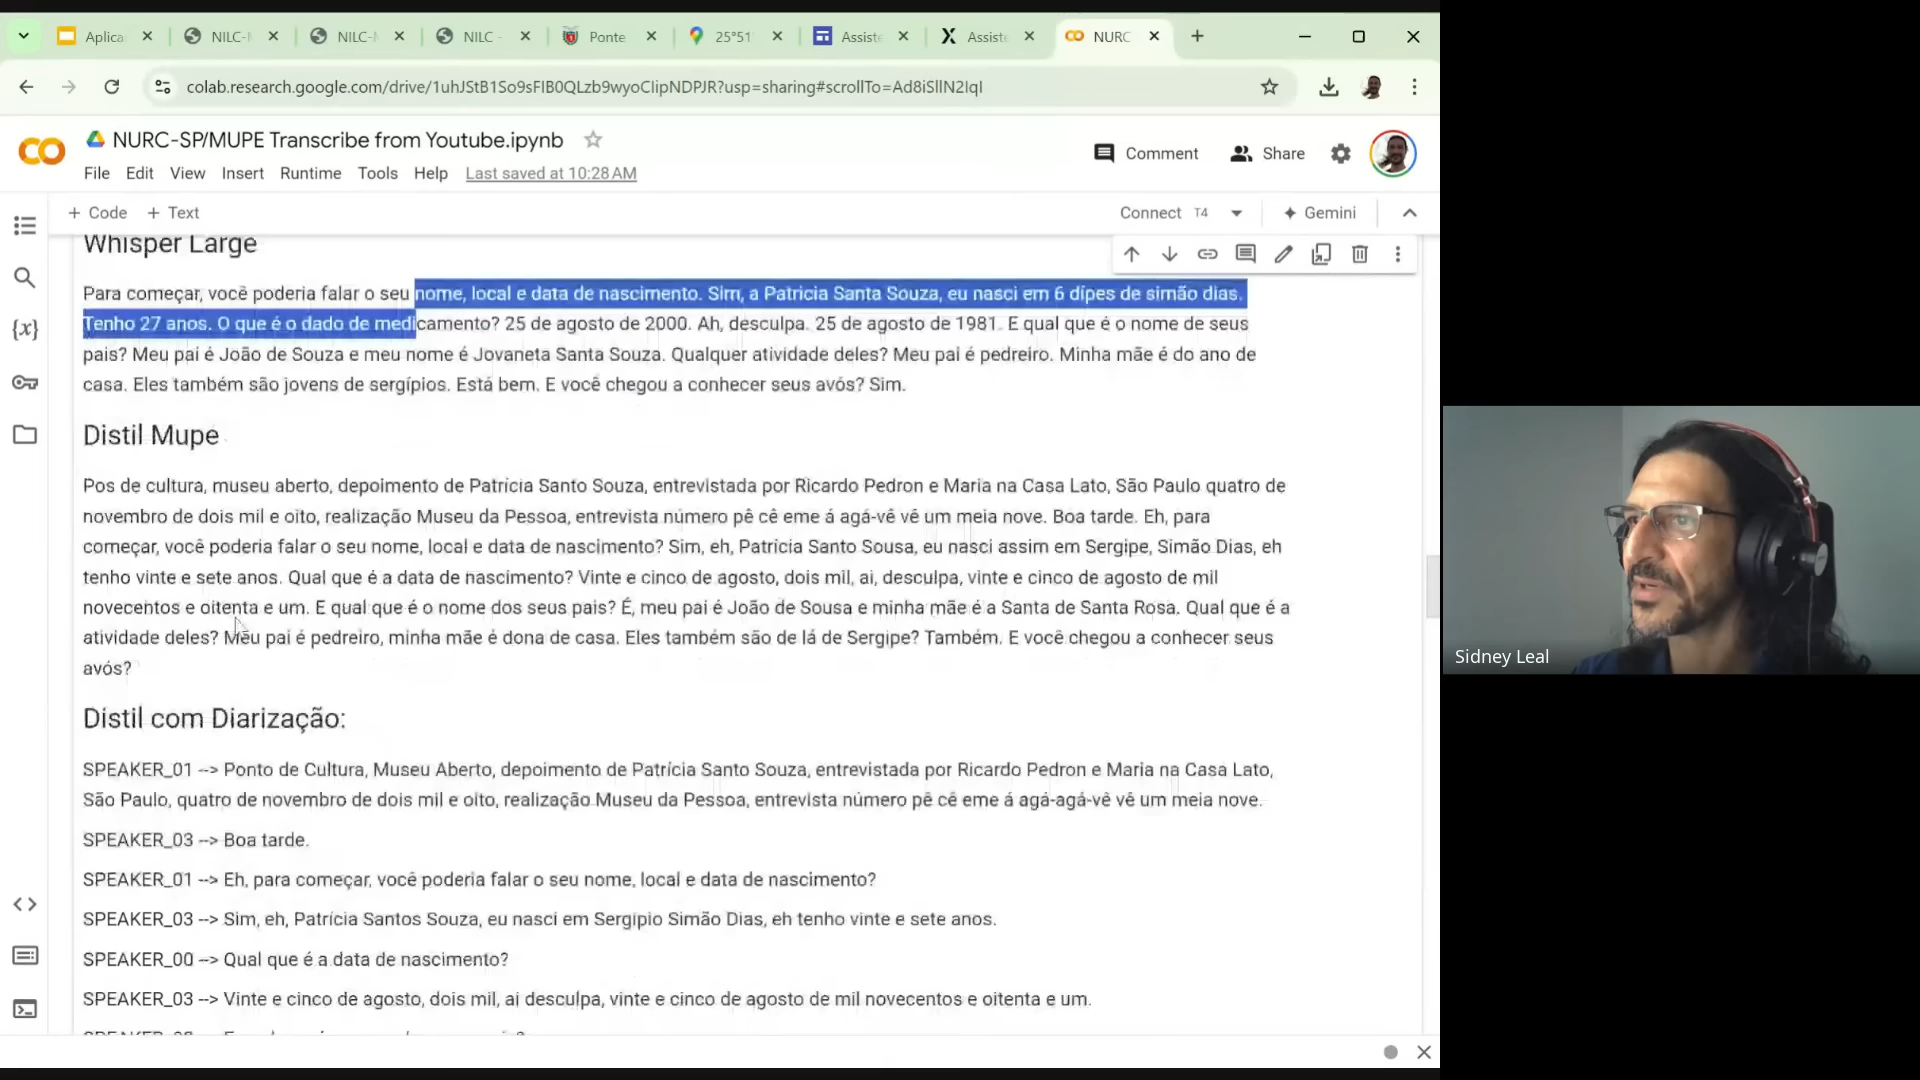 Aplica
NILC-
NILC-
NILC -
Ponte
25°51
Assiste
Assist
NURC
colab.research.google.com/drive/1uhJStB1So9sFIB0QLzb9wyoCIipNDPJR?usp=sharing#scrollTo=Ad8iSlIN2IqI
NURC-SP/MUPE Transcribe from Youtube.ipynb
Comment
Share
File Edit View Insert Runtime Tools Help Last saved at 10:28 AM
+ Code + Text
Connect T4
Gemini
Whisper Large
Para começar, você poderia falar o seu nome, local e data de nascimento. Sim, a Patricia Santa Souza, eu nasci em 6 dípes de simão dias.
Tenho 27 anos. O que é o dado de medicamento? 25 de agosto de 2000. Ah, desculpa. 25 de agosto de 1981. E qual que é o nome de seus
pais? Meu pai é João de Souza e meu nome é Jovaneta Santa Souza. Qualquer atividade deles? Meu pai é pedreiro. Minha mãe é do ano de
casa. Eles também são jovens de sergípios. Está bem. E você chegou a conhecer seus avós? Sim.
Distil Mupe
Pos de cultura, museu aberto, depoimento de Patrícia Santo Souza, entrevistada por Ricardo Pedron e Maria na Casa Lato, São Paulo quatro de
novembro de dois mil e oito, realização Museu da Pessoa, entrevista número pê cê eme á agá-vê vê um meia nove. Boa tarde. Eh, para
começar, você poderia falar o seu nome, local e data de nascimento? Sim, eh, Patrícia Santo Sousa, eu nasci assim em Sergipe, Simão Dias, eh
tenho vinte e sete anos. Qual que é a data de nascimento? Vinte e cinco de agosto, dois mil, ai, desculpa, vinte e cinco de agosto de mil
novecentos e oitenta e um. E qual que é o nome dos seus pais? É, meu pai é João de Sousa e minha mãe é a Santa de Santa Rosa. Qual que é a
atividade deles? Meu pai é pedreiro, minha mãe é dona de casa. Eles também são de lá de Sergipe? Também. E você chegou a conhecer seus
avós?
Distil com Diarização:
SPEAKER_01 --> Ponto de Cultura, Museu Aberto, depoimento de Patrícia Santo Souza, entrevistada por Ricardo Pedron e Maria na Casa Lato,
São Paulo, quatro de novembro de dois mil e oito, realização Museu da Pessoa, entrevista número pê cê eme á agá-agá-vê vê um meia nove.
SPEAKER_03 --> Boa tarde.
SPEAKER_01 --> Eh, para começar, você poderia falar o seu nome, local e data de nascimento?
SPEAKER_03 --> Sim, eh, Patrícia Santos Souza, eu nasci em Sergípio Simão Dias, eh tenho vinte e sete anos.
SPEAKER_00 --> Qual que é a data de nascimento?
SPEAKER_03 --> Vinte e cinco de agosto, dois mil, ai desculpa, vinte e cinco de agosto de mil novecentos e oitenta e um.
Sidney Leal